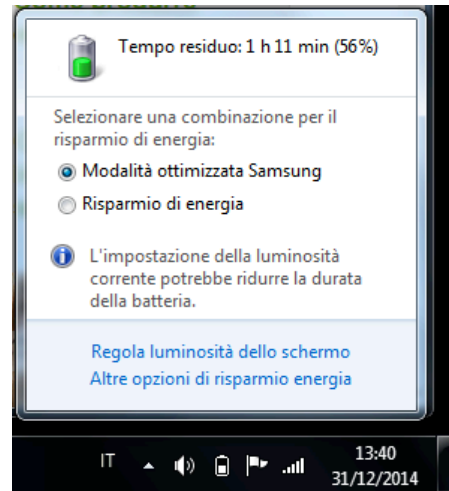 Tempo residuo: 1 h 11 min (56%)
Selezionare una combinazione per il
risparmio di energia:
Modalità ottimizzata Samsung
Risparmio di energia
L'impostazione della luminosità
corrente potrebbe ridurre la durata
della batteria.
Regola luminosità dello schermo
Altre opzioni di risparmio energia
IT
13:40
31/12/2014